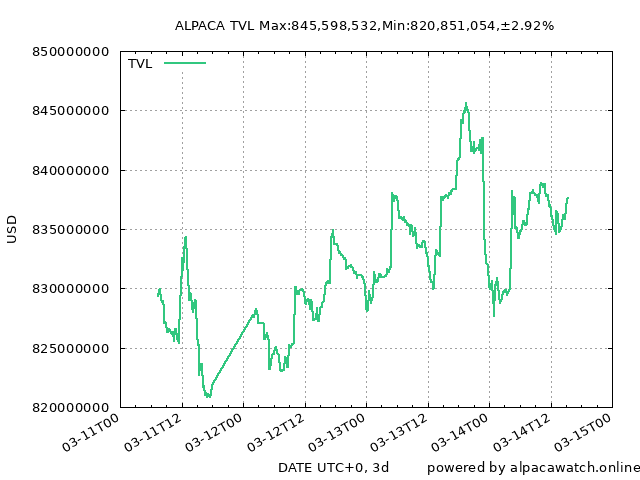 ALPACA TVL Max:845,598,532,Min:820,851,054,±2.92%
850000000
TVL
845000000
840000000
835000000
USD
830000000
825000000
820000000
03-11T00
03-11T12
03-12T00
03-12T12
03-13T00
03-13T12
03-14T00
03-14T12
03-15T00
DATE UTC+0, 3d
powered by alpacawatch.online